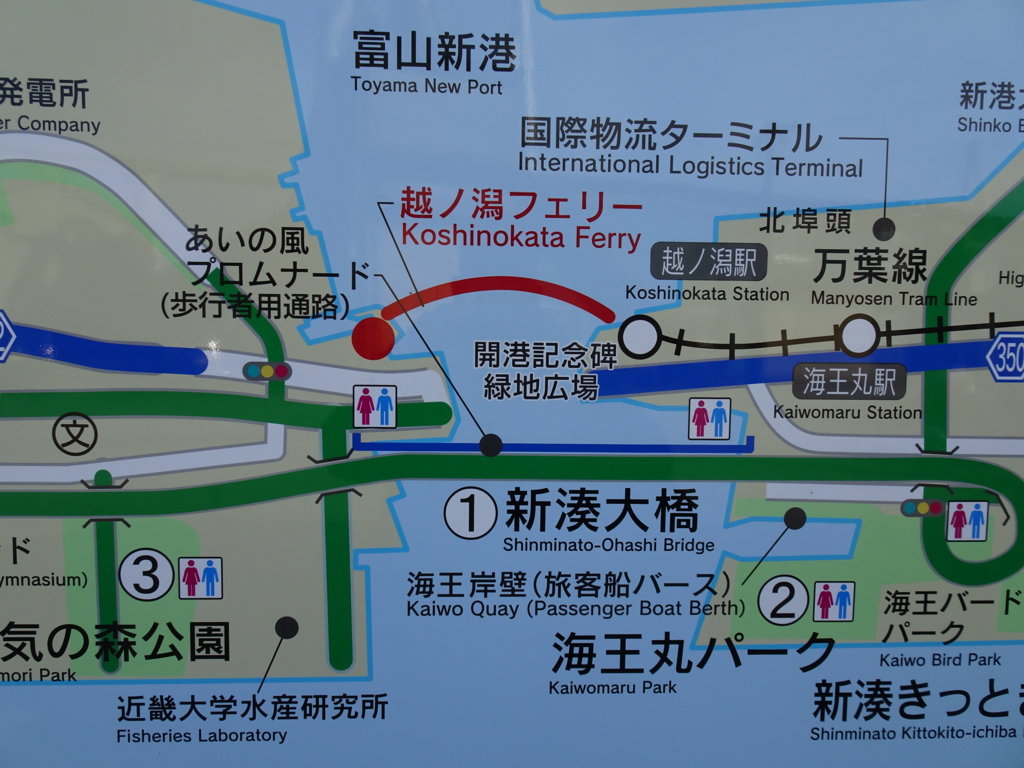 富山新港
Toyama New Port
発電所
er Company
新港大
Shinko
国際物流ターミナル
International Logistics Terminal
越ノ潟フェリー
Koshinokata Ferry
北埠頭
あいの風
プロムナード
(歩行者用通路)
越ノ潟駅
Koshinokata Station
万葉線
Manyosen Tram Line
Hig
開港記念碑
緑地広場
350
海王丸駅
Kaiwomaru Station
文
① 新湊大橋
Shinminato-Ohashi Bridge
ド
ymnasium)
③
海王岸壁(旅客船バース)
Kaiwo Quay (Passenger Boat Berth)
②
海王バード
パーク
Kaiwo Bird Park
気の森公園
mori Park
海王丸パーク
Kaiwomaru Park
近畿大学水産研究所
Fisheries Laboratory
新湊きっとき
Shinminato Kittokito-ichiba